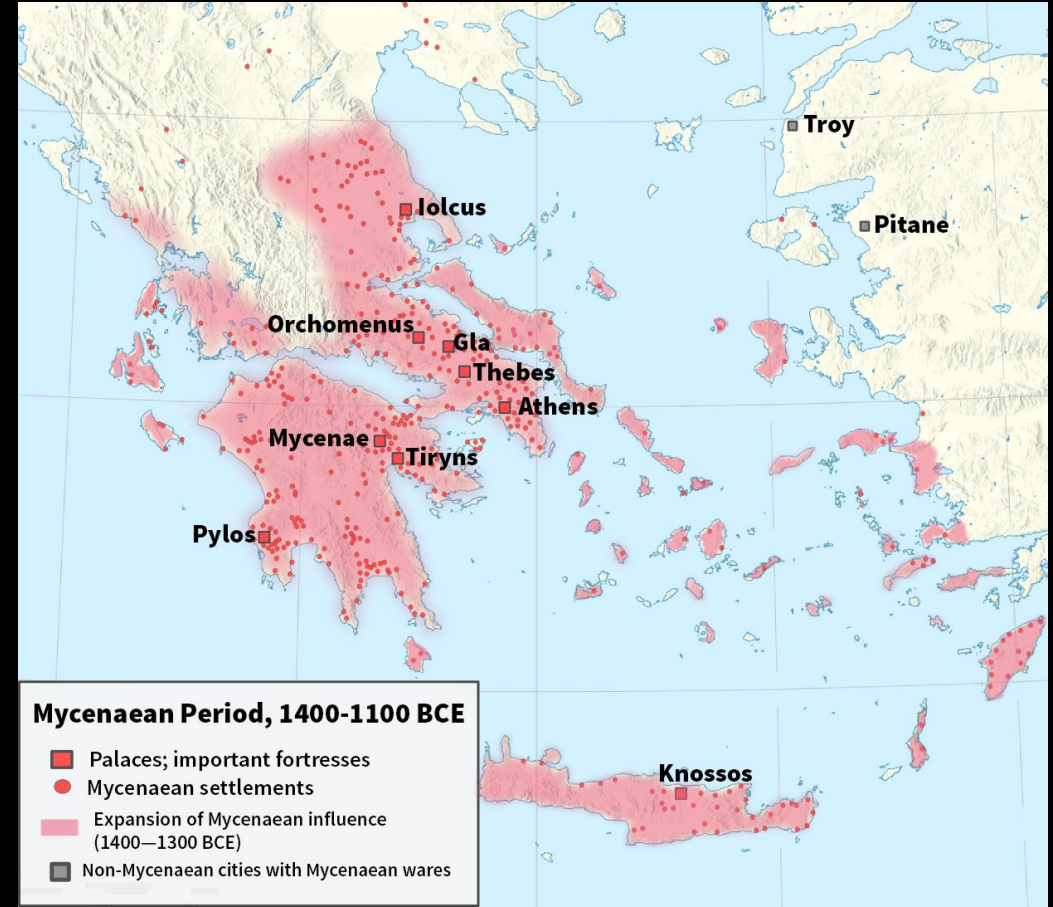 Troy
Iolcus
Pitane
Orchomenus
Gla
Thebes
Athens
Mycenae
Tiryns
Pylos
Knossos
Mycenaean Period, 1400-1100 BCE
Palaces; important fortresses
Mycenaean settlements
Expansion of Mycenaean influence
(1400—1300 BCE)
Non-Mycenaean cities with Mycenaean wares